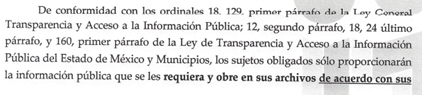 De conformidad con los ordinales 18, 129, primer párrafo de la Ley General
Transparencia y Acceso a la Información Pública; 12, segundo párrafo, 18, 24 último
párrafo, y 160, primer párrafo de la Ley de Transparencia y Acceso a la Información
Pública del Estado de México y Municipios, los sujetos obligados sólo proporcionarán
la información pública que se les requiera y obre en sus archivos de acuerdo con sus